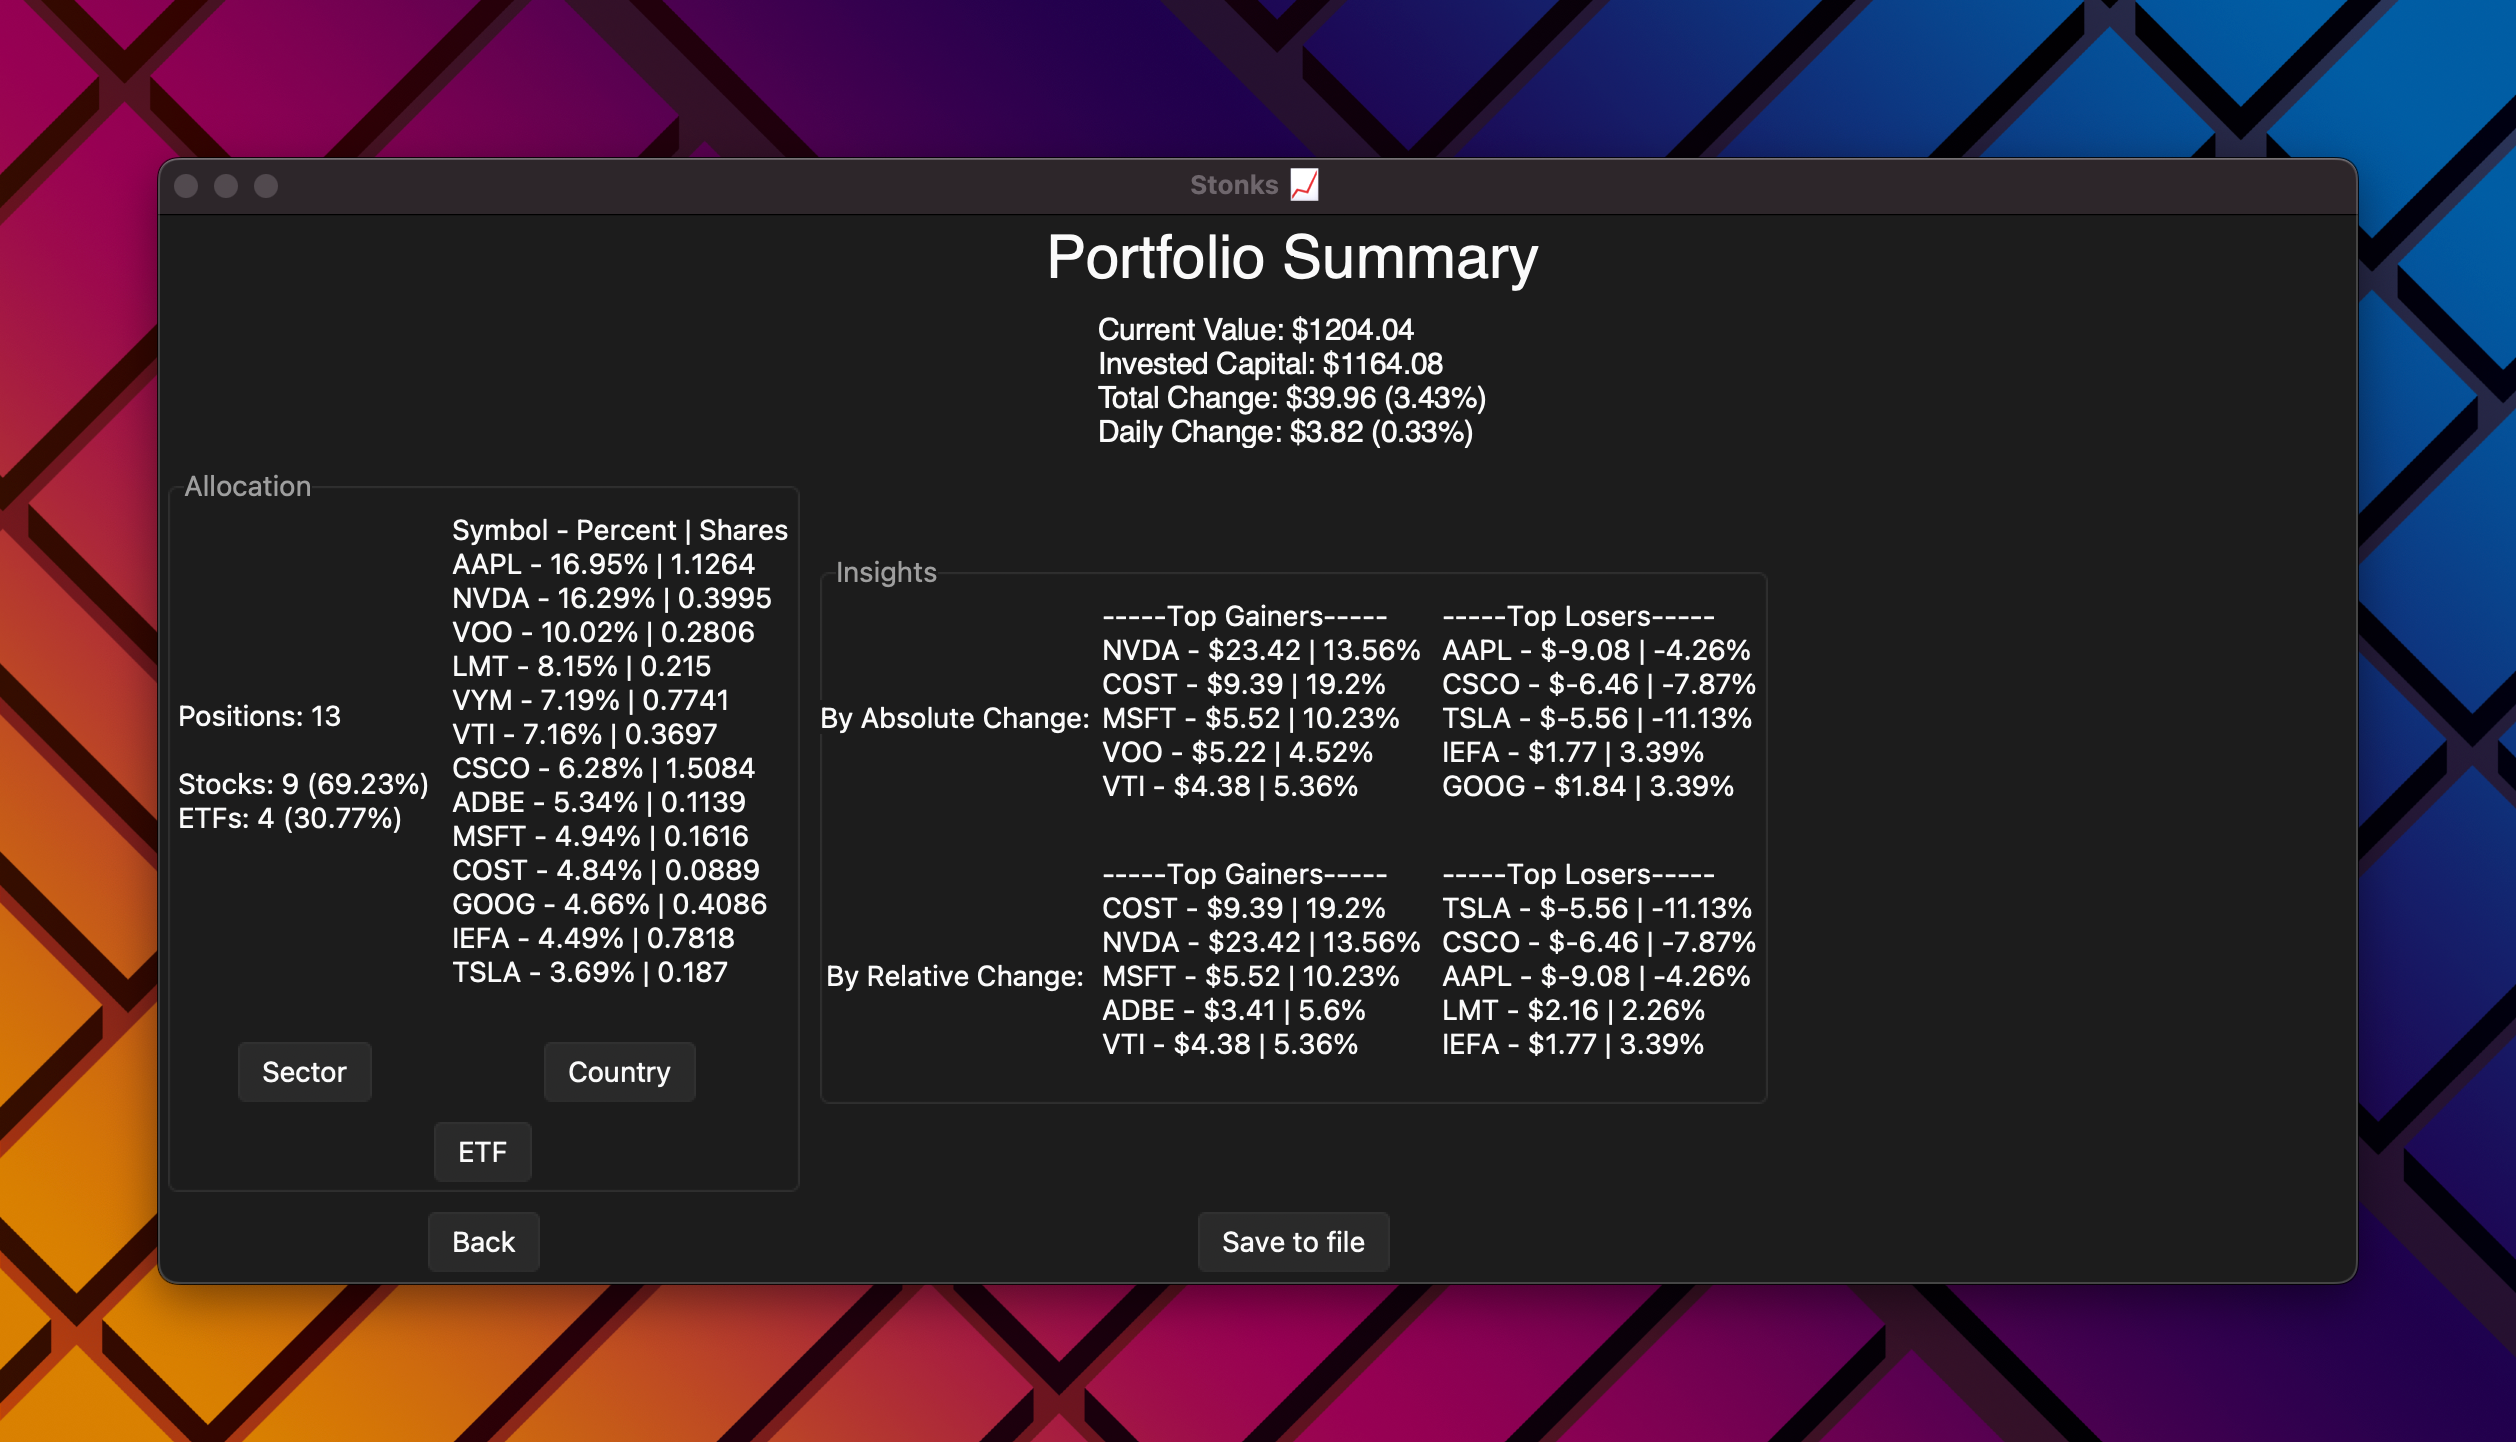 Stonks 📈
Portfolio Summary
Current Value: $1204.04
Invested Capital: $1164.08
Total Change: $39.96 (3.43%)
Daily Change: $3.82 (0.33%)
Allocation
Positions: 13
Stocks: 9 (69.23%)
ETFs: 4 (30.77%)
Symbol - Percent | Shares
AAPL - 16.95% | 1.1264
NVDA - 16.29% | 0.3995
VOO - 10.02% | 0.2806
LMT - 8.15% | 0.215
VYM - 7.19% | 0.7741
VTI - 7.16% | 0.3697
CSCO - 6.28% | 1.5084
ADBE - 5.34% | 0.1139
MSFT - 4.94% | 0.1616
COST - 4.84% | 0.0889
GOOG - 4.66% | 0.4086
IEFA - 4.49% | 0.7818
TSLA - 3.69% | 0.187
Sector
Country
ETF
Insights
By Absolute Change:
-----Top Gainers-----
NVDA - $23.42 | 13.56%
COST - $9.39 | 19.2%
MSFT - $5.52 | 10.23%
VOO - $5.22 | 4.52%
VTI - $4.38 | 5.36%
-----Top Losers-----
AAPL - $-9.08 | -4.26%
CSCO - $-6.46 | -7.87%
TSLA - $-5.56 | -11.13%
IEFA - $1.77 | 3.39%
GOOG - $1.84 | 3.39%
By Relative Change:
-----Top Gainers-----
COST - $9.39 | 19.2%
NVDA - $23.42 | 13.56%
MSFT - $5.52 | 10.23%
ADBE - $3.41 | 5.6%
VTI - $4.38 | 5.36%
-----Top Losers-----
TSLA - $-5.56 | -11.13%
CSCO - $-6.46 | -7.87%
AAPL - $-9.08 | -4.26%
LMT - $2.16 | 2.26%
IEFA - $1.77 | 3.39%
Back
Save to file